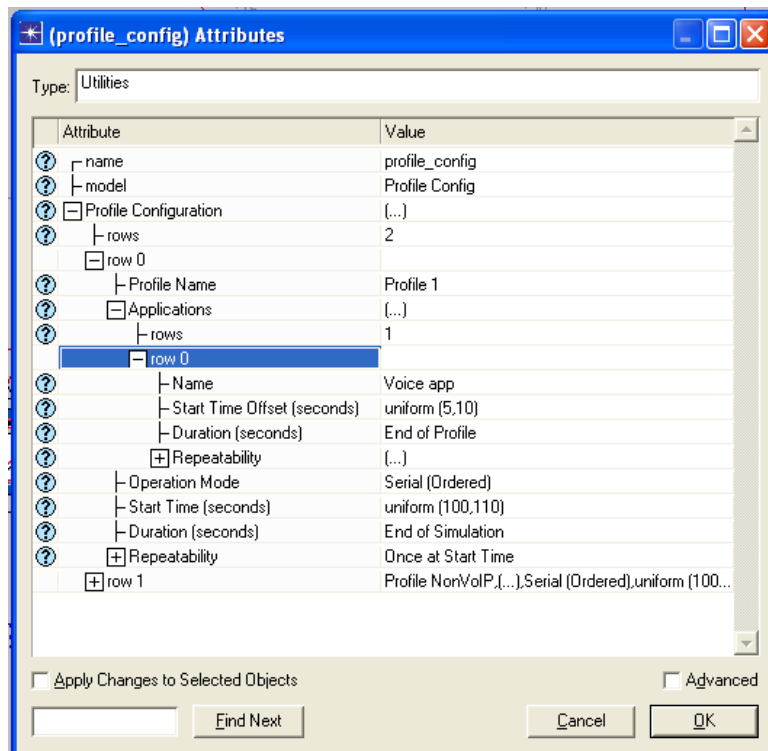 (profile_config) Attributes
Type: Utilities
Attribute Value
name profile_config
model Profile Config
Profile Configuration (...)
rows 2
row 0
Profile Name Profile 1
Applications (...)
rows 1
row 0
Name Voice app
Start Time Offset (seconds) uniform (5,10)
Duration (seconds) End of Profile
Repeatability (...)
Operation Mode Serial (Ordered)
Start Time (seconds) uniform (100,110)
Duration (seconds) End of Simulation
Repeatability Once at Start Time
row 1 Profile NonVoIP,(...),Serial (Ordered),uniform (100...
Apply Changes to Selected Objects Advanced
Find Next Cancel OK